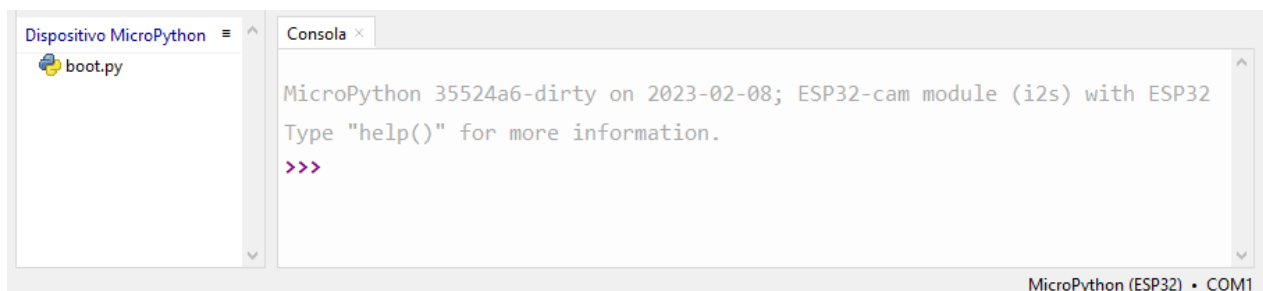 Dispositivo MicroPython ≡
boot.py
Consola ×
MicroPython 35524a6-dirty on 2023-02-08; ESP32-cam module (i2s) with ESP32
Type "help()" for more information.
>>>
MicroPython (ESP32) • COM1